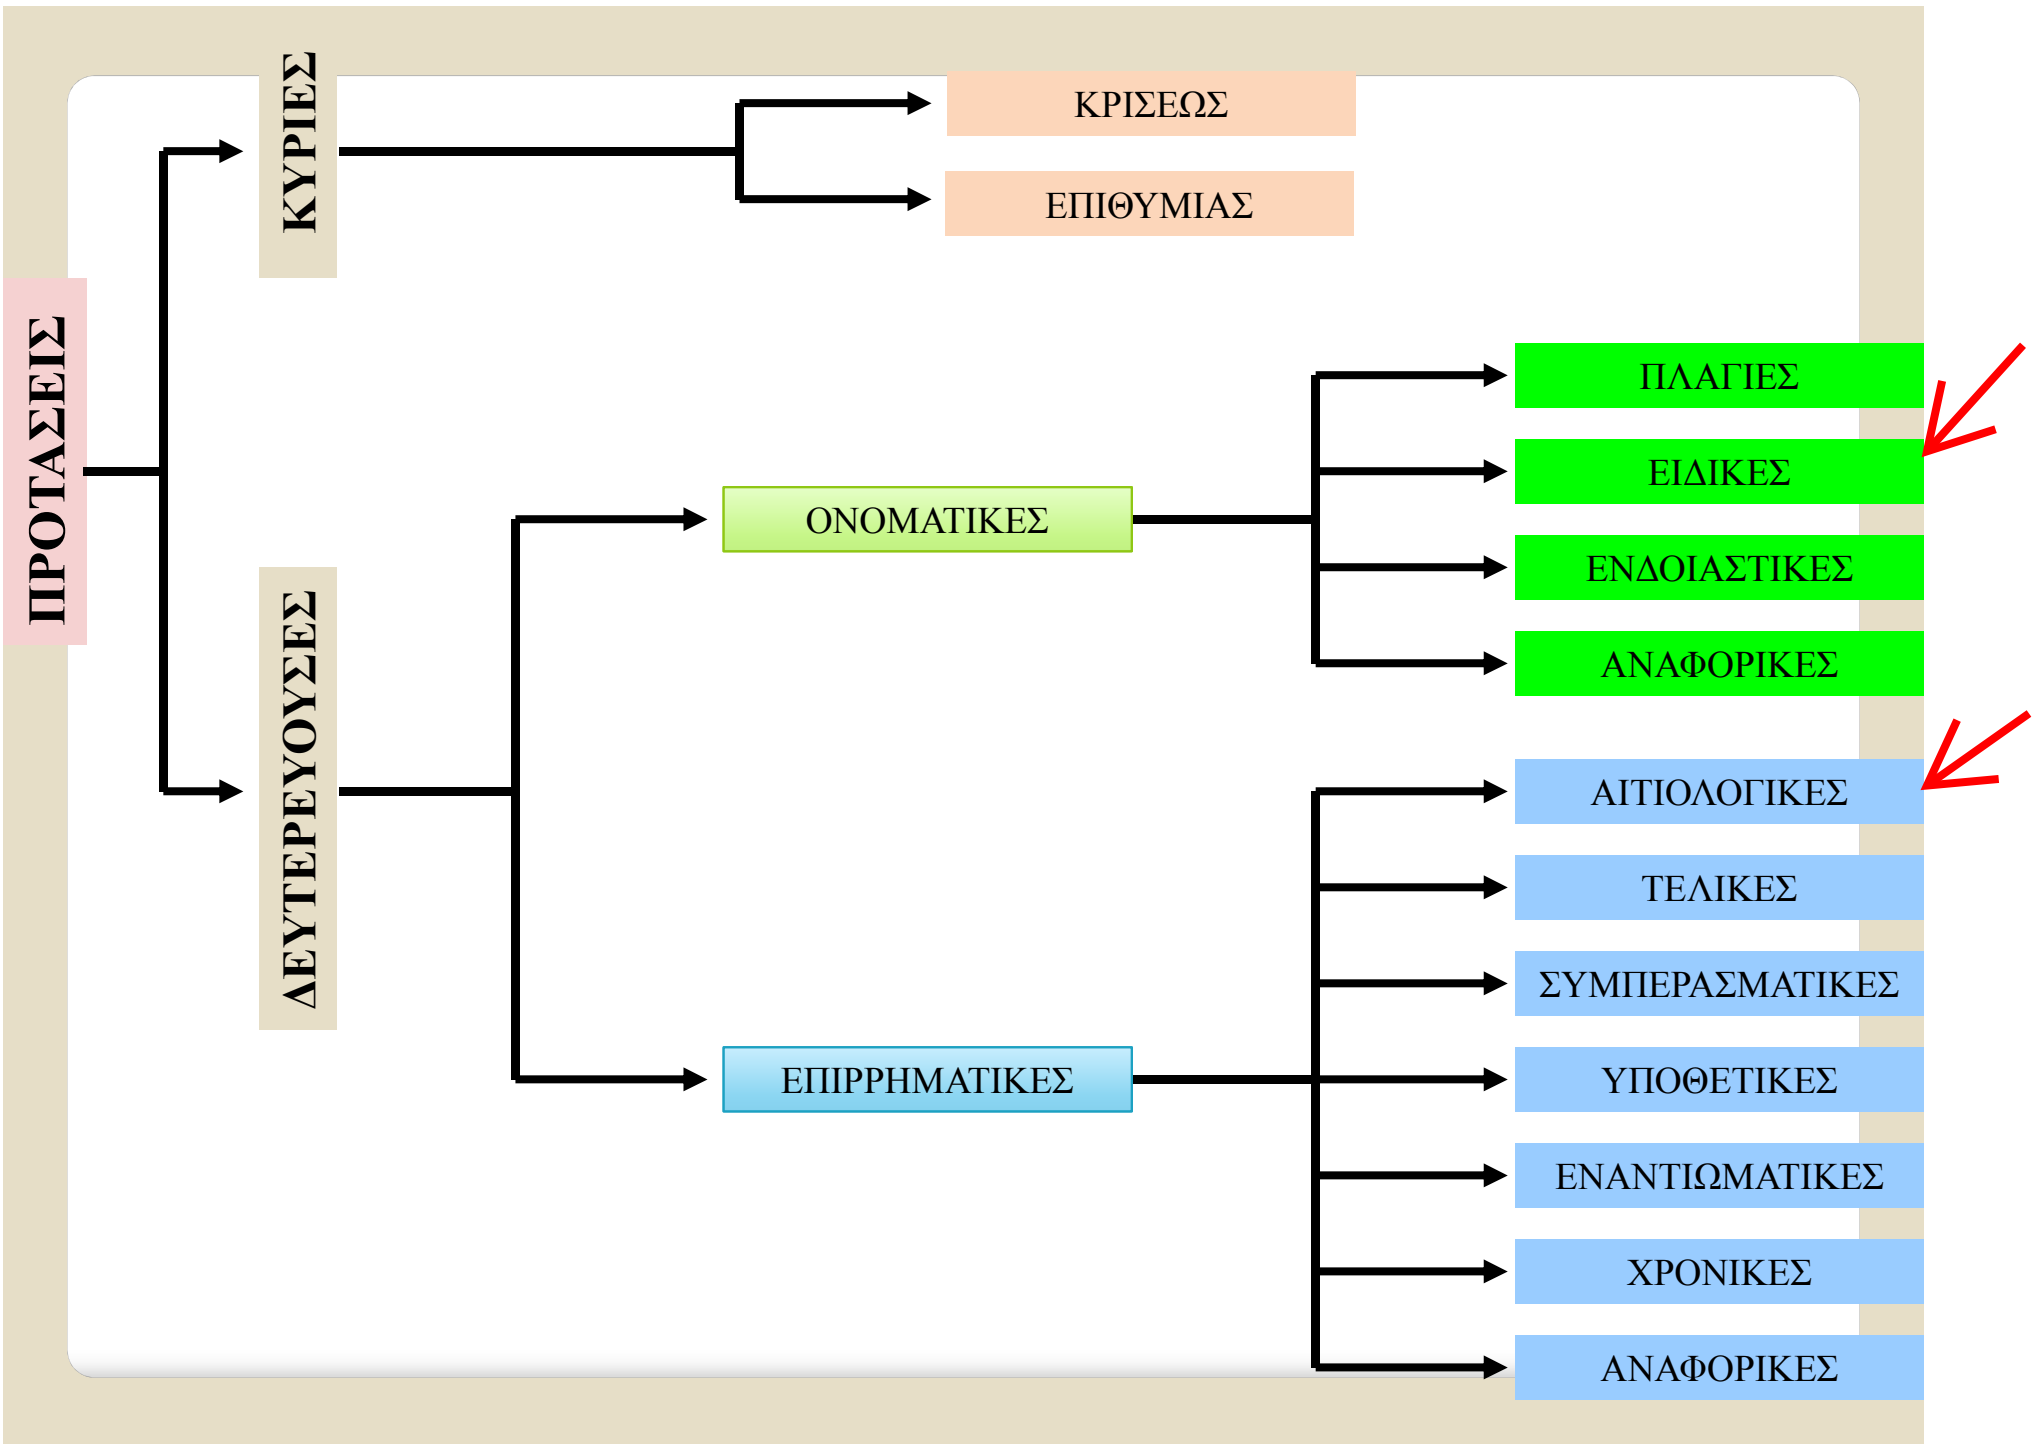 ΠΡΟΤΑΣΕΙΣ
ΚΥΡΙΕΣ
ΚΡΙΣΕΩΣ
ΕΠΙΘΥΜΙΑΣ
ΔΕΥΤΕΡΕΥΟΥΣΕΣ
ΟΝΟΜΑΤΙΚΕΣ
ΠΛΑΓΙΕΣ
ΕΙΔΙΚΕΣ
ΕΝΔΟΙΑΣΤΙΚΕΣ
ΑΝΑΦΟΡΙΚΕΣ
ΕΠΙΡΡΗΜΑΤΙΚΕΣ
ΑΙΤΙΟΛΟΓΙΚΕΣ
ΤΕΛΙΚΕΣ
ΣΥΜΠΕΡΑΣΜΑΤΙΚΕΣ
ΥΠΟΘΕΤΙΚΕΣ
ΕΝΑΝΤΙΩΜΑΤΙΚΕΣ
ΧΡΟΝΙΚΕΣ
ΑΝΑΦΟΡΙΚΕΣ